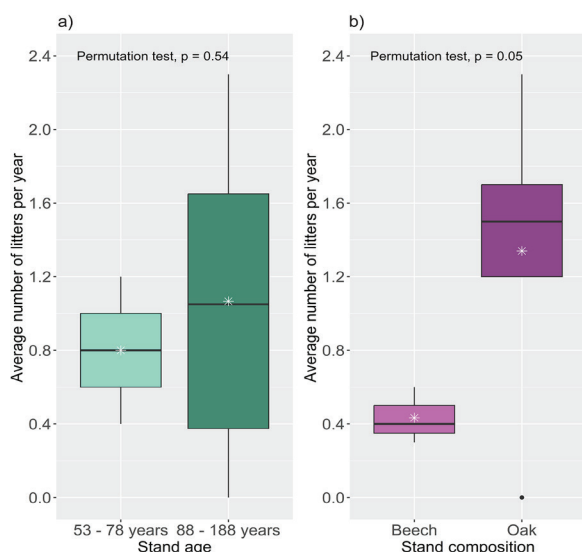 a)
Permutation test, p = 0.54
2.4
2.0
1.6
1.2
0.8
0.4
0.0
Average number of litters per year
53 - 78 years 88 - 188 years
Stand age
b)
Permutation test, p = 0.05
2.4
2.0
1.6
1.2
0.8
0.4
0.0
Average number of litters per year
Beech Oak
Stand composition